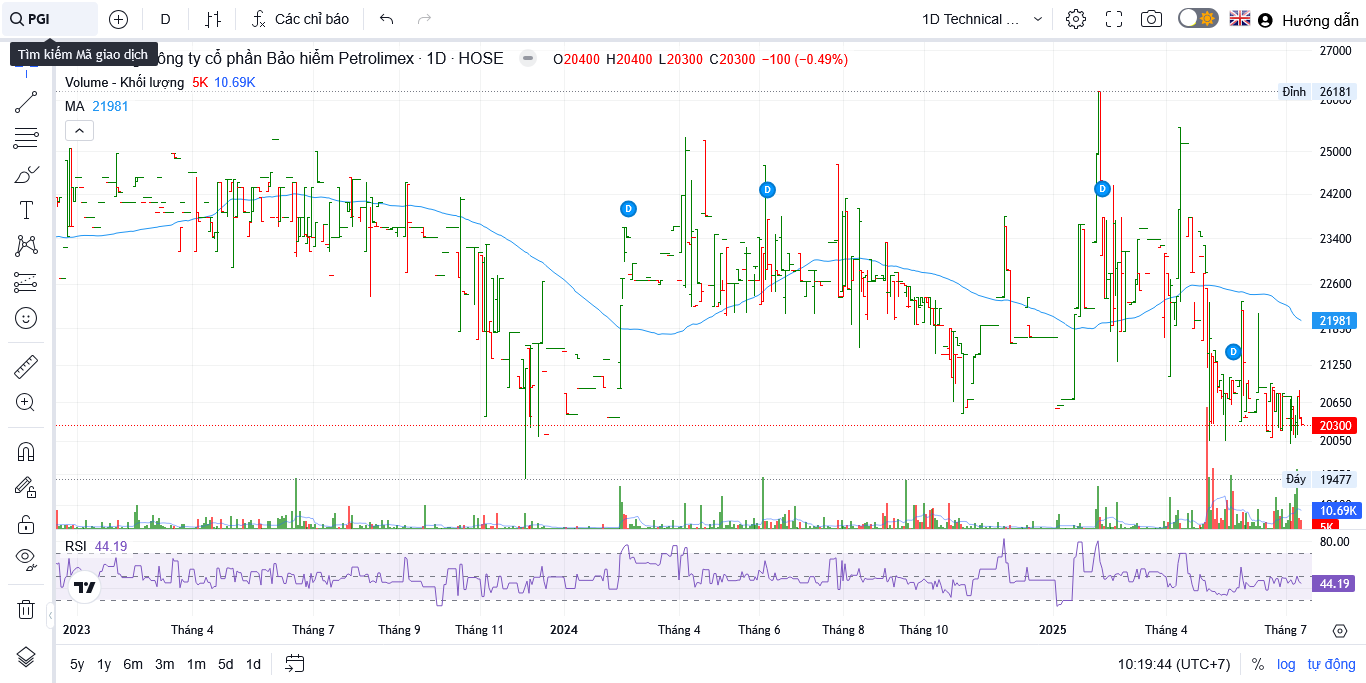 PGI
D
Các chỉ báo
1D Technical ...
Hướng dẫn
Tìm kiếm Mã giao dịch
ông ty cổ phần Bảo hiểm Petrolimex · 1D · HOSE
O20400 H20400 L20300 C20300 −100 (−0.49%)
Volume - Khối lượng 5K 10.69K
MA 21981
27000
Đỉnh 26181
26000
25000
24200
23400
22600
21981
21850
21250
20650
20300
20050
Đáy 19477
10.69K
5K
D
D
D
D
RSI 44.19
80.00
44.19
2023 Tháng 4 Tháng 7 Tháng 9 Tháng 11 2024 Tháng 4 Tháng 6 Tháng 8 Tháng 10 2025 Tháng 4 Tháng 7
5y 1y 6m 3m 1m 5d 1d
10:19:44 (UTC+7) % log tự động